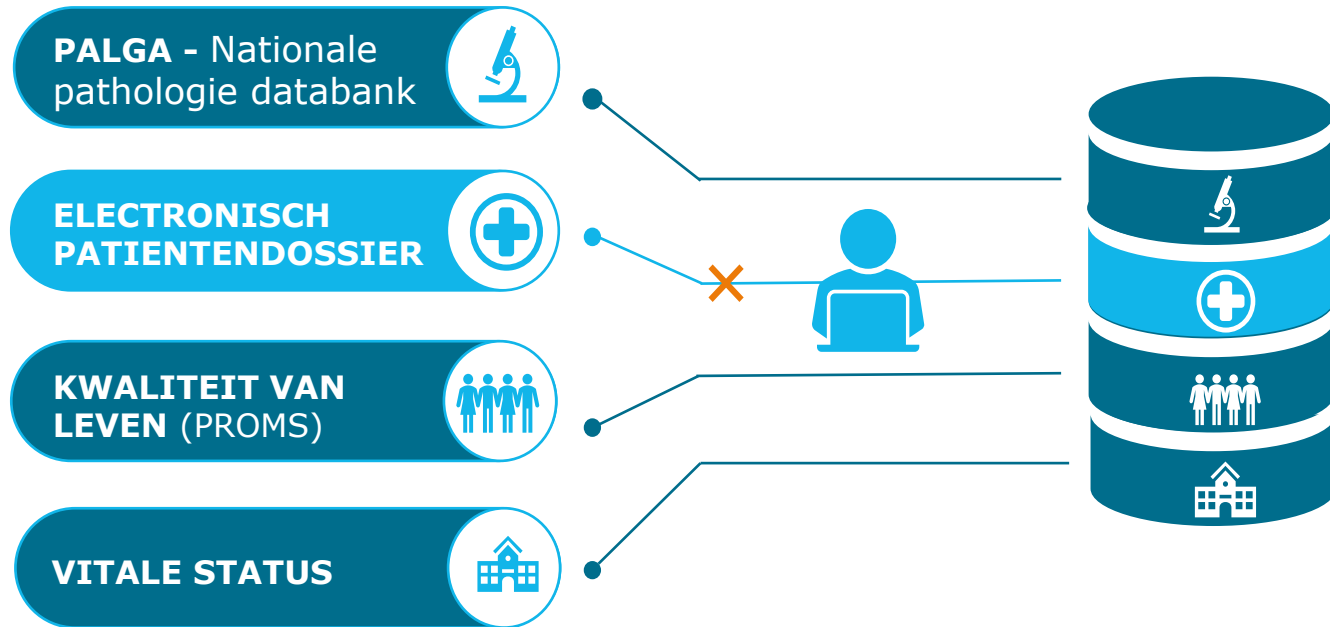 PALGA - Nationale
pathologie databank
ELECTRONISCH
PATIENTENDOSSIER
KWALITEIT VAN
LEVEN (PROMS)
VITALE STATUS